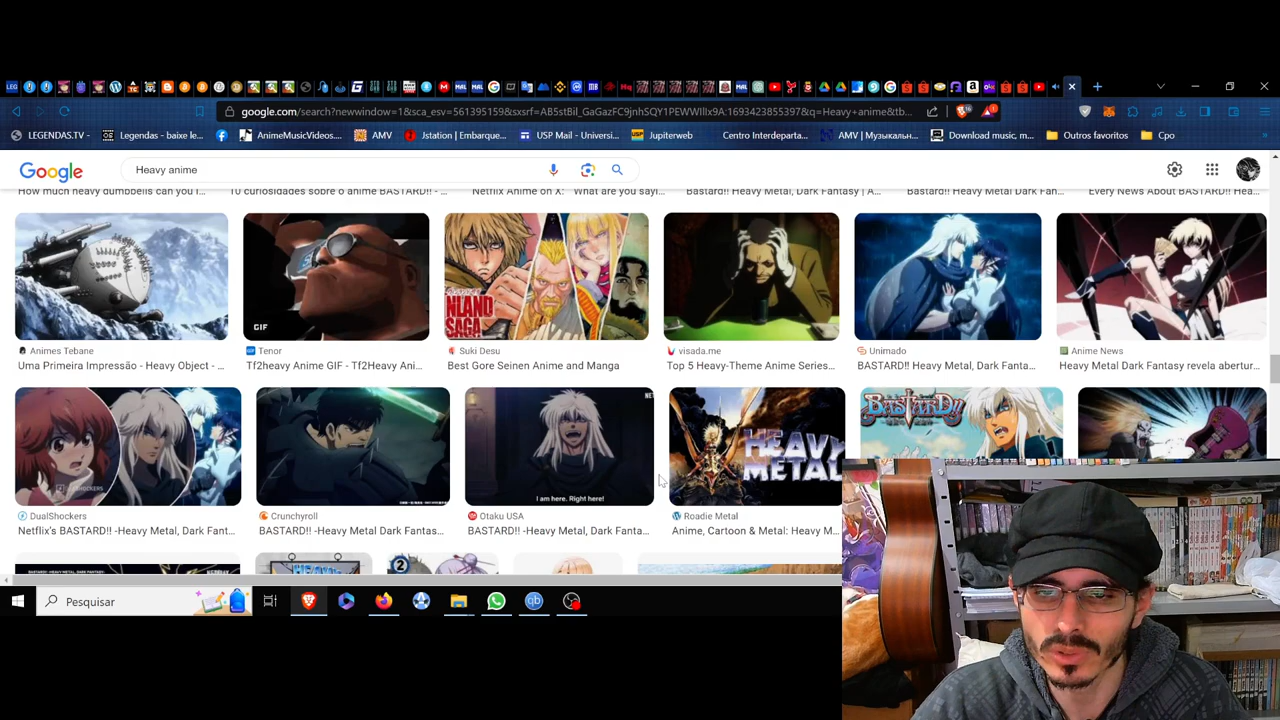 google.com/search?newwindow=1&sca_esv=561395159&sxsrf=AB5StBil_GaGazFC9jnhSQY1PEWWIlIx9A:1693423855397&q=Heavy+anime&tb...
LEGENDAS.TV - Legendas - baixe le... AnimeMusicVideos.... AMV Jstation | Embarque... USP Mail - Universi... Jupiterweb Centro Interdeparta... AMV | Музыкальн... Download music, m... Outros favoritos Cpo
Google Heavy anime
How much heavy dumbbells can you l... 10 curiosidades sobre o anime BASTARD!! - ... Netflix Anime on X: "What are you sayi... Bastard!! Heavy Metal, Dark Fantasy | A... Bastard!! Heavy Metal Dark Fan... Every News About BASTARD!! Hea...
GIF
NLAND
SAGA
Animes Tebane Tenor Suki Desu visada.me Unimado Anime News
Uma Primeira Impressão - Heavy Object - ... Tf2heavy Anime GIF - Tf2Heavy Ani... Best Gore Seinen Anime and Manga Top 5 Heavy-Theme Anime Series... BASTARD!! Heavy Metal, Dark Fanta... Heavy Metal Dark Fantasy revela abertur...
BASTARD!!
HEAVY
METAL
I am here. Right here!
DualShockers Crunchyroll Otaku USA Roadie Metal
Netflix's BASTARD!! -Heavy Metal, Dark Fant... BASTARD!! -Heavy Metal Dark Fantas... BASTARD!! -Heavy Metal, Dark Fanta... Anime, Cartoon & Metal: Heavy M...
2
Pesquisar